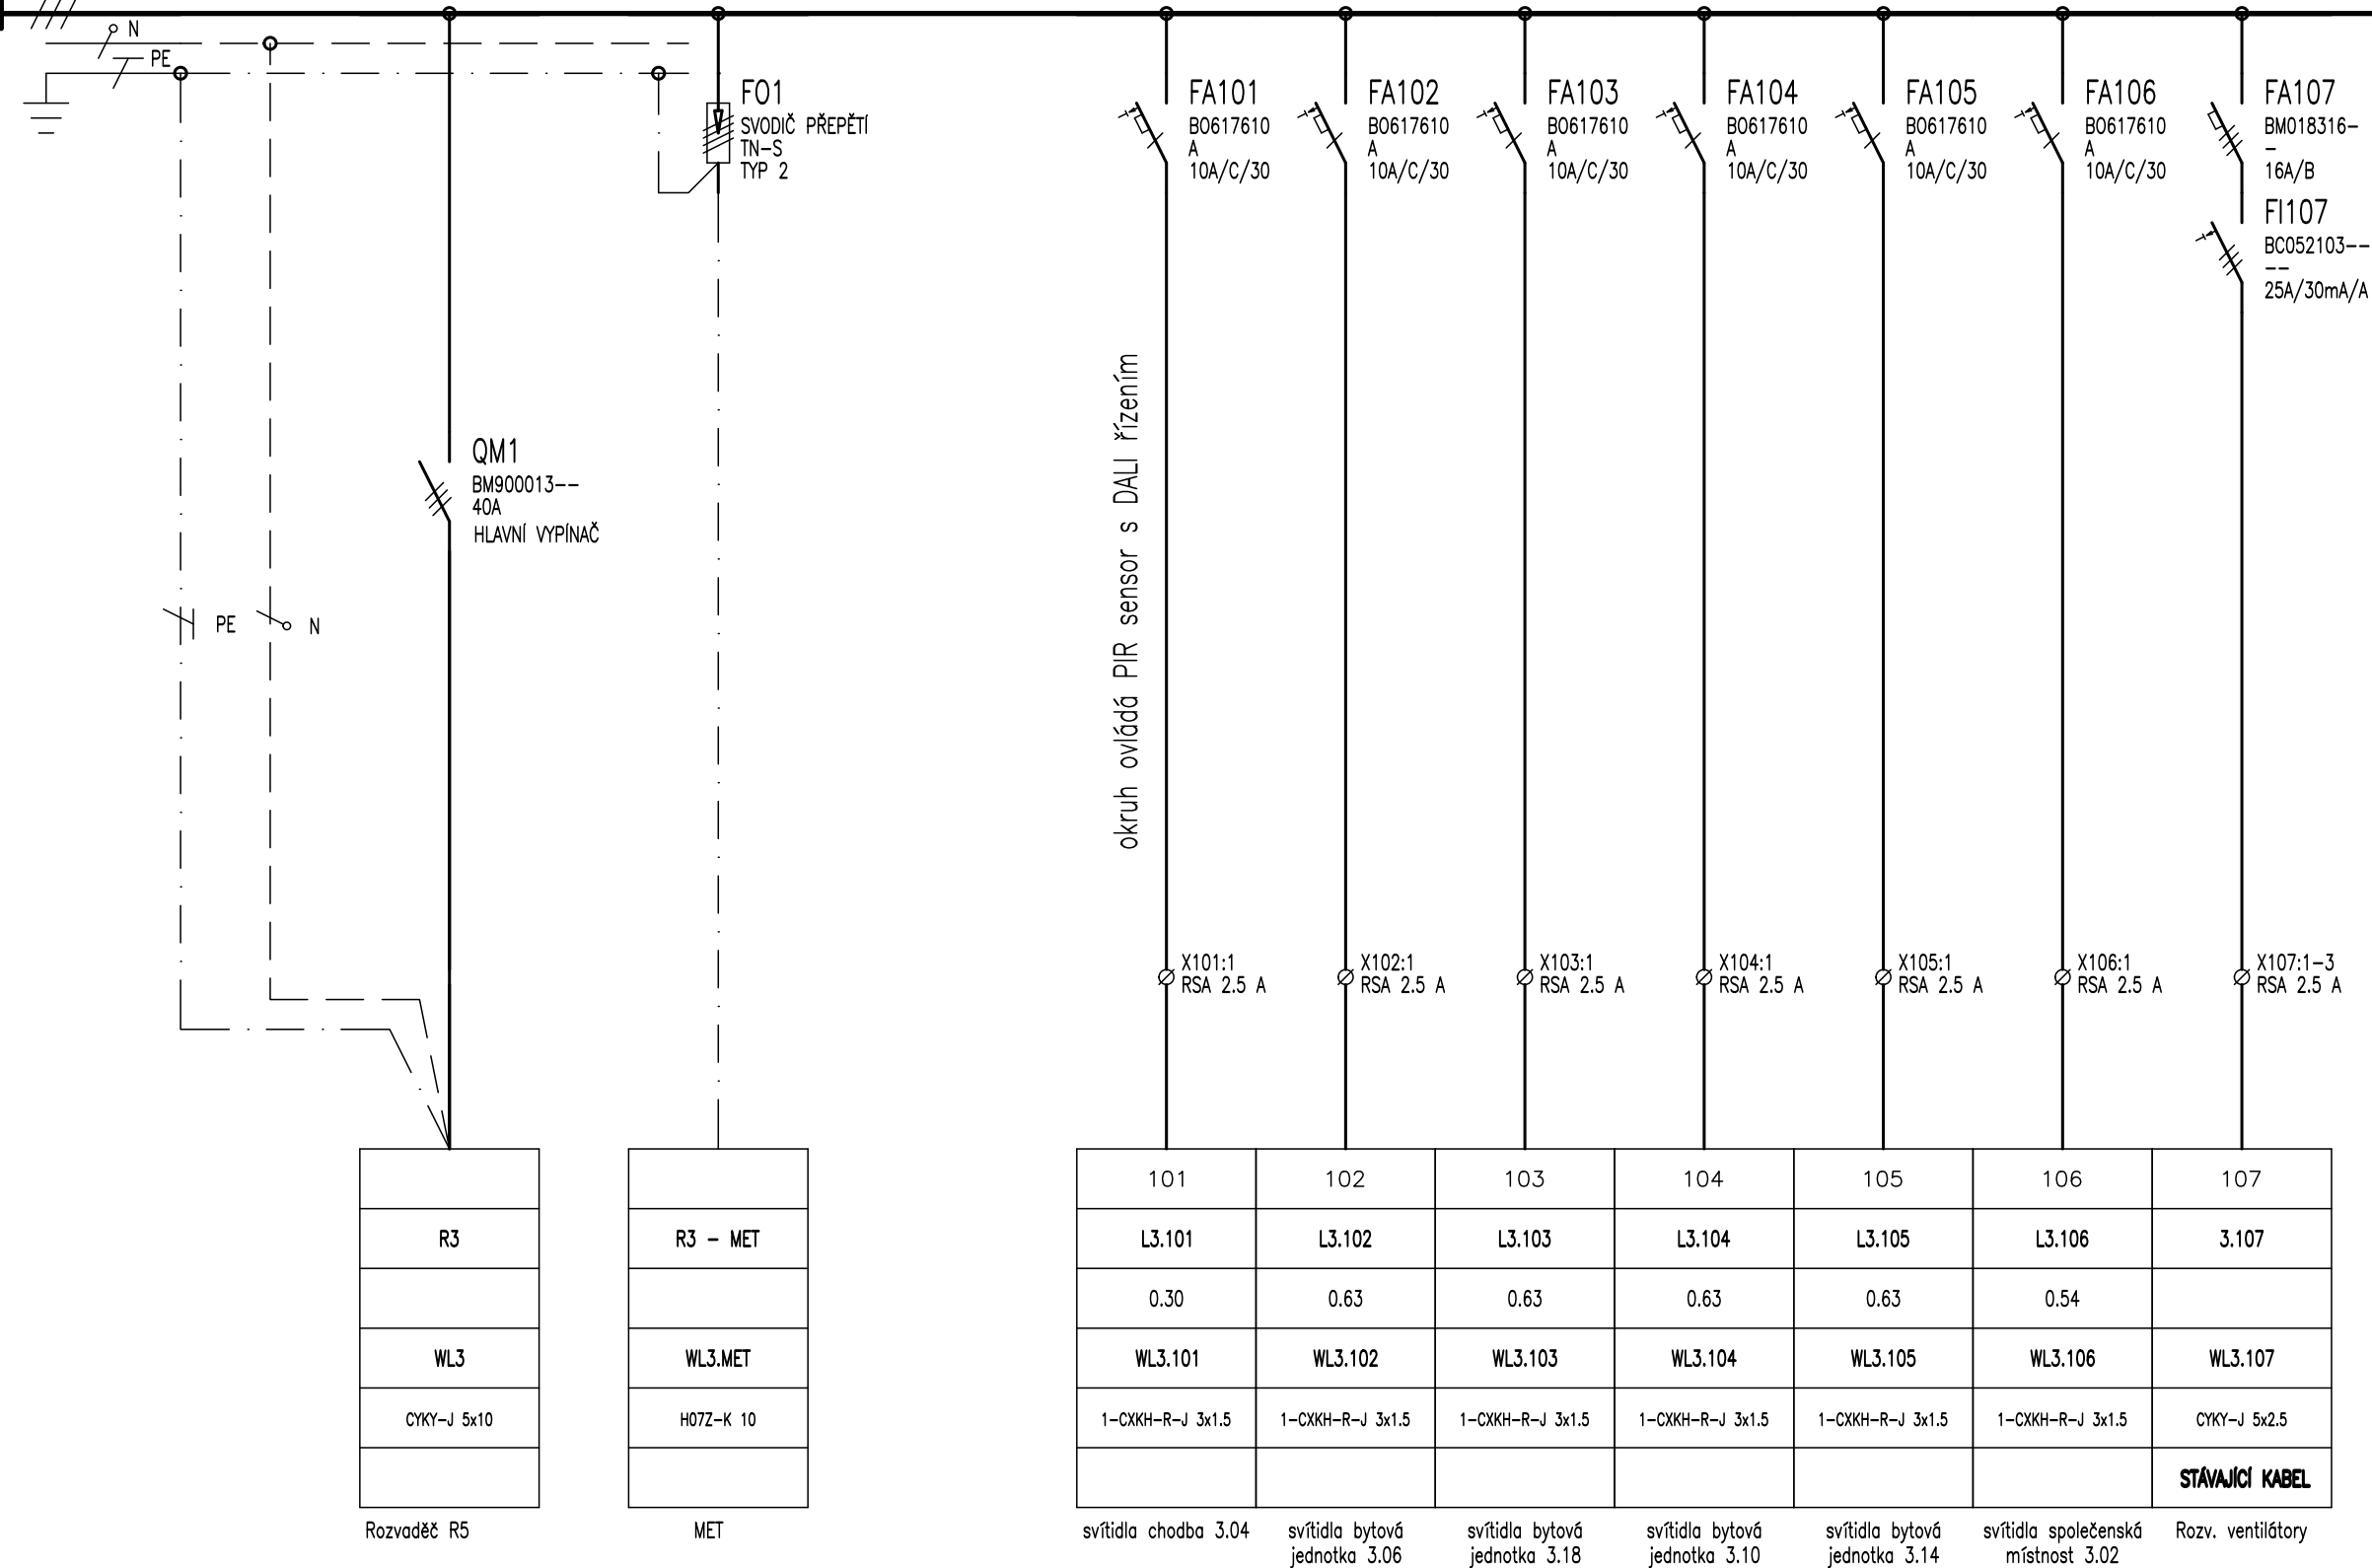 N
PE
FO1
SVODIČ PŘEPĚTÍ
TN-S
TYP 2
FA101
BO617610
A
10A/C/30
FA102
BO617610
A
10A/C/30
FA103
BO617610
A
10A/C/30
FA104
BO617610
A
10A/C/30
FA105
BO617610
A
10A/C/30
FA106
BO617610
A
10A/C/30
FA107
BM018316-
-
16A/B
FI107
BC052103--
--
25A/30mA/A
QM1
BM900013--
40A
HLAVNÍ VYPÍNAČ
PE
N
okruh ovládá PIR sensor s DALI řízením
X101:1
RSA 2.5 A
X102:1
RSA 2.5 A
X103:1
RSA 2.5 A
X104:1
RSA 2.5 A
X105:1
RSA 2.5 A
X106:1
RSA 2.5 A
X107:1-3
RSA 2.5 A
R3
WL3
CYKY-J 5x10
Rozvaděč R5
R3 - MET
WL3.MET
H07Z-K 10
MET
101 102 103 104 105 106 107
L3.101 L3.102 L3.103 L3.104 L3.105 L3.106 3.107
0.30 0.63 0.63 0.63 0.63 0.54
WL3.101 WL3.102 WL3.103 WL3.104 WL3.105 WL3.106 WL3.107
1-CXKH-R-J 3x1.5 1-CXKH-R-J 3x1.5 1-CXKH-R-J 3x1.5 1-CXKH-R-J 3x1.5 1-CXKH-R-J 3x1.5 1-CXKH-R-J 3x1.5 CYKY-J 5x2.5
STÁVAJÍCÍ KABEL
svítidla chodba 3.04
svítidla bytová
jednotka 3.06
svítidla bytová
jednotka 3.18
svítidla bytová
jednotka 3.10
svítidla bytová
jednotka 3.14
svítidla společenská
místnost 3.02
Rozv. ventilátory